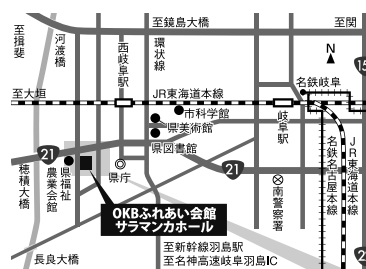 至鏡島大橋
至関
至揖斐
河渡橋
西岐阜駅
環状線
N
名鉄岐阜
15
至大垣
JR東海道本線
市科学館
県美術館
県図書館
岐阜駅
21
21
穂積大橋
県福祉
農業会館
県庁
南警察署
名鉄名古屋本線
JR東海道本線
OKBふれあい会館
サラマンカホール
長良大橋
至新幹線羽島駅
至名神高速岐阜羽島IC